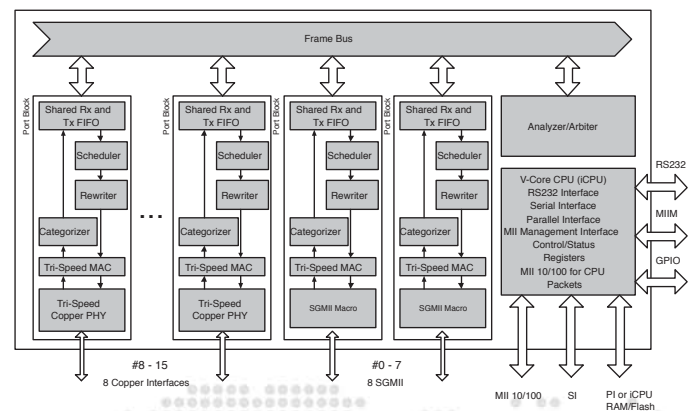 Frame Bus
Port Block
Shared Rx and
Tx FIFO
Scheduler
Rewriter
Categorizer
Tri-Speed MAC
Tri-Speed
Copper PHY
...
Port Block
Shared Rx and
Tx FIFO
Scheduler
Rewriter
Categorizer
Tri-Speed MAC
Tri-Speed
Copper PHY
Port Block
Shared Rx and
Tx FIFO
Scheduler
Rewriter
Categorizer
Tri-Speed MAC
SGMII Macro
Port Block
Shared Rx and
Tx FIFO
Scheduler
Rewriter
Categorizer
Tri-Speed MAC
SGMII Macro
Analyzer/Arbiter
V-Core CPU (iCPU)
RS232 Interface
Serial Interface
Parallel Interface
MII Management Interface
Control/Status
Registers
MII 10/100 for CPU
Packets
RS232
MIIM
GPIO
#8 - 15
8 Copper Interfaces
#0 - 7
8 SGMII
MII 10/100
SI
PI or iCPU
RAM/Flash